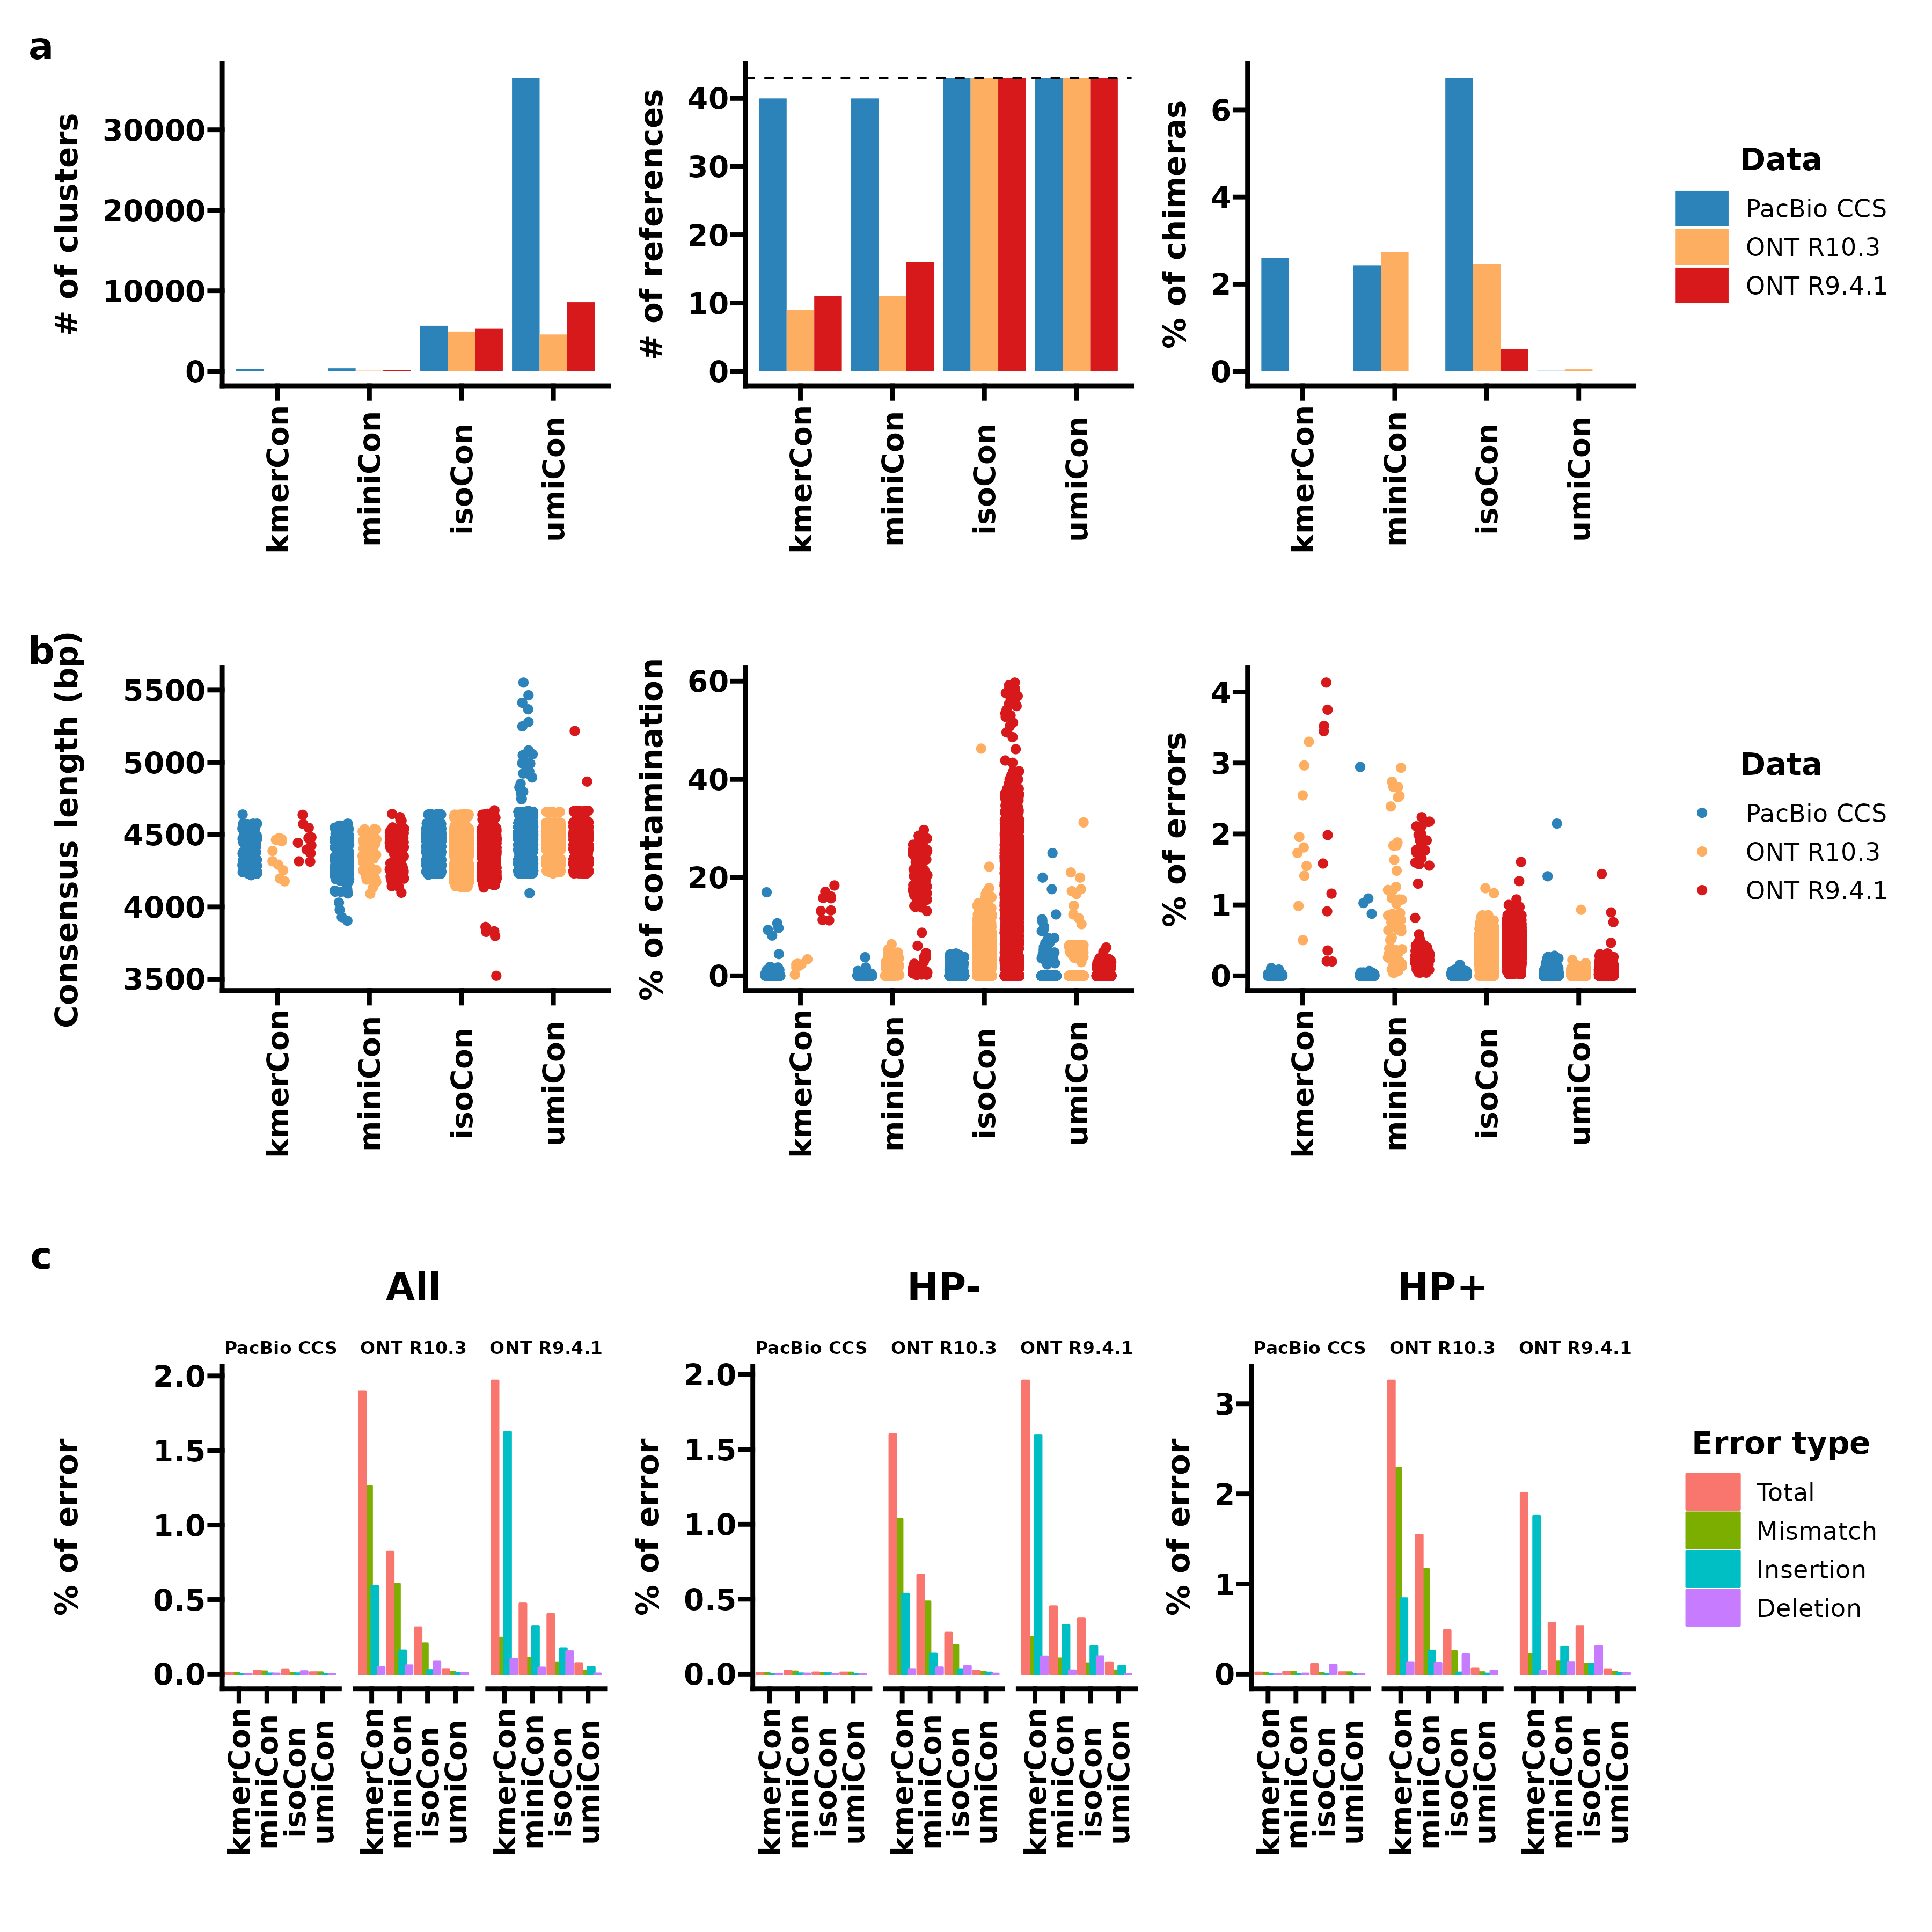 a
# of clusters
30000
20000
10000
0
kmerCon
miniCon
isoCon
umiCon
# of references
40
30
20
10
0
kmerCon
miniCon
isoCon
umiCon
% of chimeras
6
4
2
0
kmerCon
miniCon
isoCon
umiCon
Data
PacBio CCS
ONT R10.3
ONT R9.4.1
b
Consensus length (bp)
5500
5000
4500
4000
3500
kmerCon
miniCon
isoCon
umiCon
% of contamination
60
40
20
0
kmerCon
miniCon
isoCon
umiCon
% of errors
4
3
2
1
0
kmerCon
miniCon
isoCon
umiCon
Data
PacBio CCS
ONT R10.3
ONT R9.4.1
c
All
PacBio CCS ONT R10.3 ONT R9.4.1
% of error
2.0
1.5
1.0
0.5
0.0
kmerCon
miniCon
isoCon
umiCon
kmerCon
miniCon
isoCon
umiCon
kmerCon
miniCon
isoCon
umiCon
HP-
PacBio CCS ONT R10.3 ONT R9.4.1
% of error
2.0
1.5
1.0
0.5
0.0
kmerCon
miniCon
isoCon
umiCon
kmerCon
miniCon
isoCon
umiCon
kmerCon
miniCon
isoCon
umiCon
HP+
PacBio CCS ONT R10.3 ONT R9.4.1
% of error
3
2
1
0
kmerCon
miniCon
isoCon
umiCon
kmerCon
miniCon
isoCon
umiCon
kmerCon
miniCon
isoCon
umiCon
Error type
Total
Mismatch
Insertion
Deletion